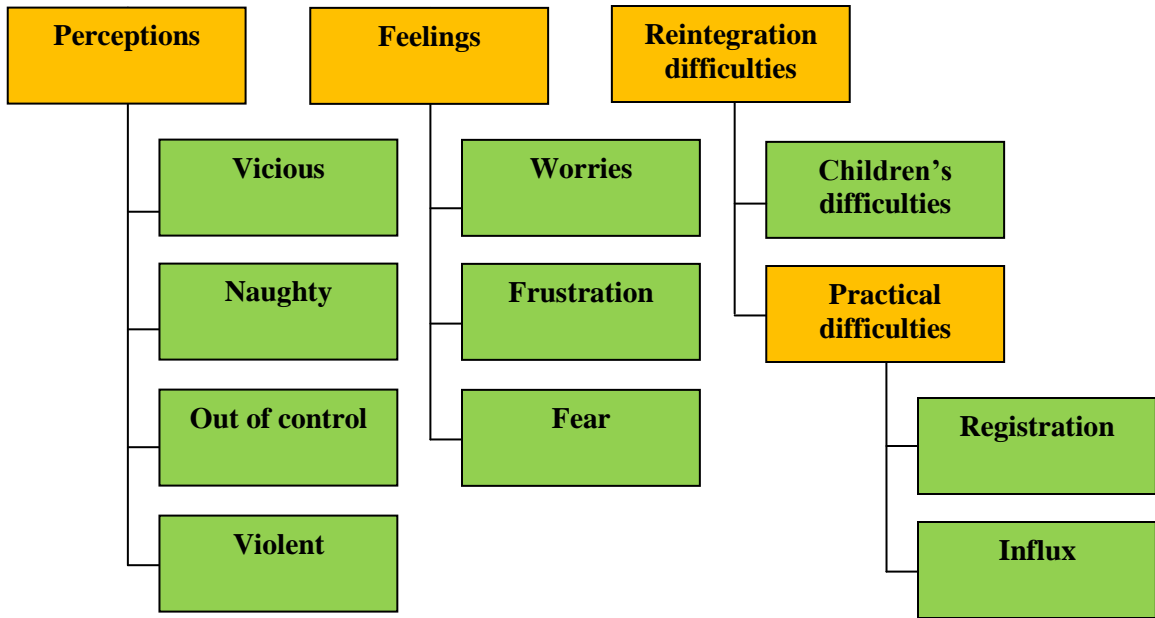 Perceptions
Vicious
Naughty
Out of control
Violent
Feelings
Worries
Frustration
Fear
Reintegration
difficulties
Children’s
difficulties
Practical
difficulties
Registration
Influx